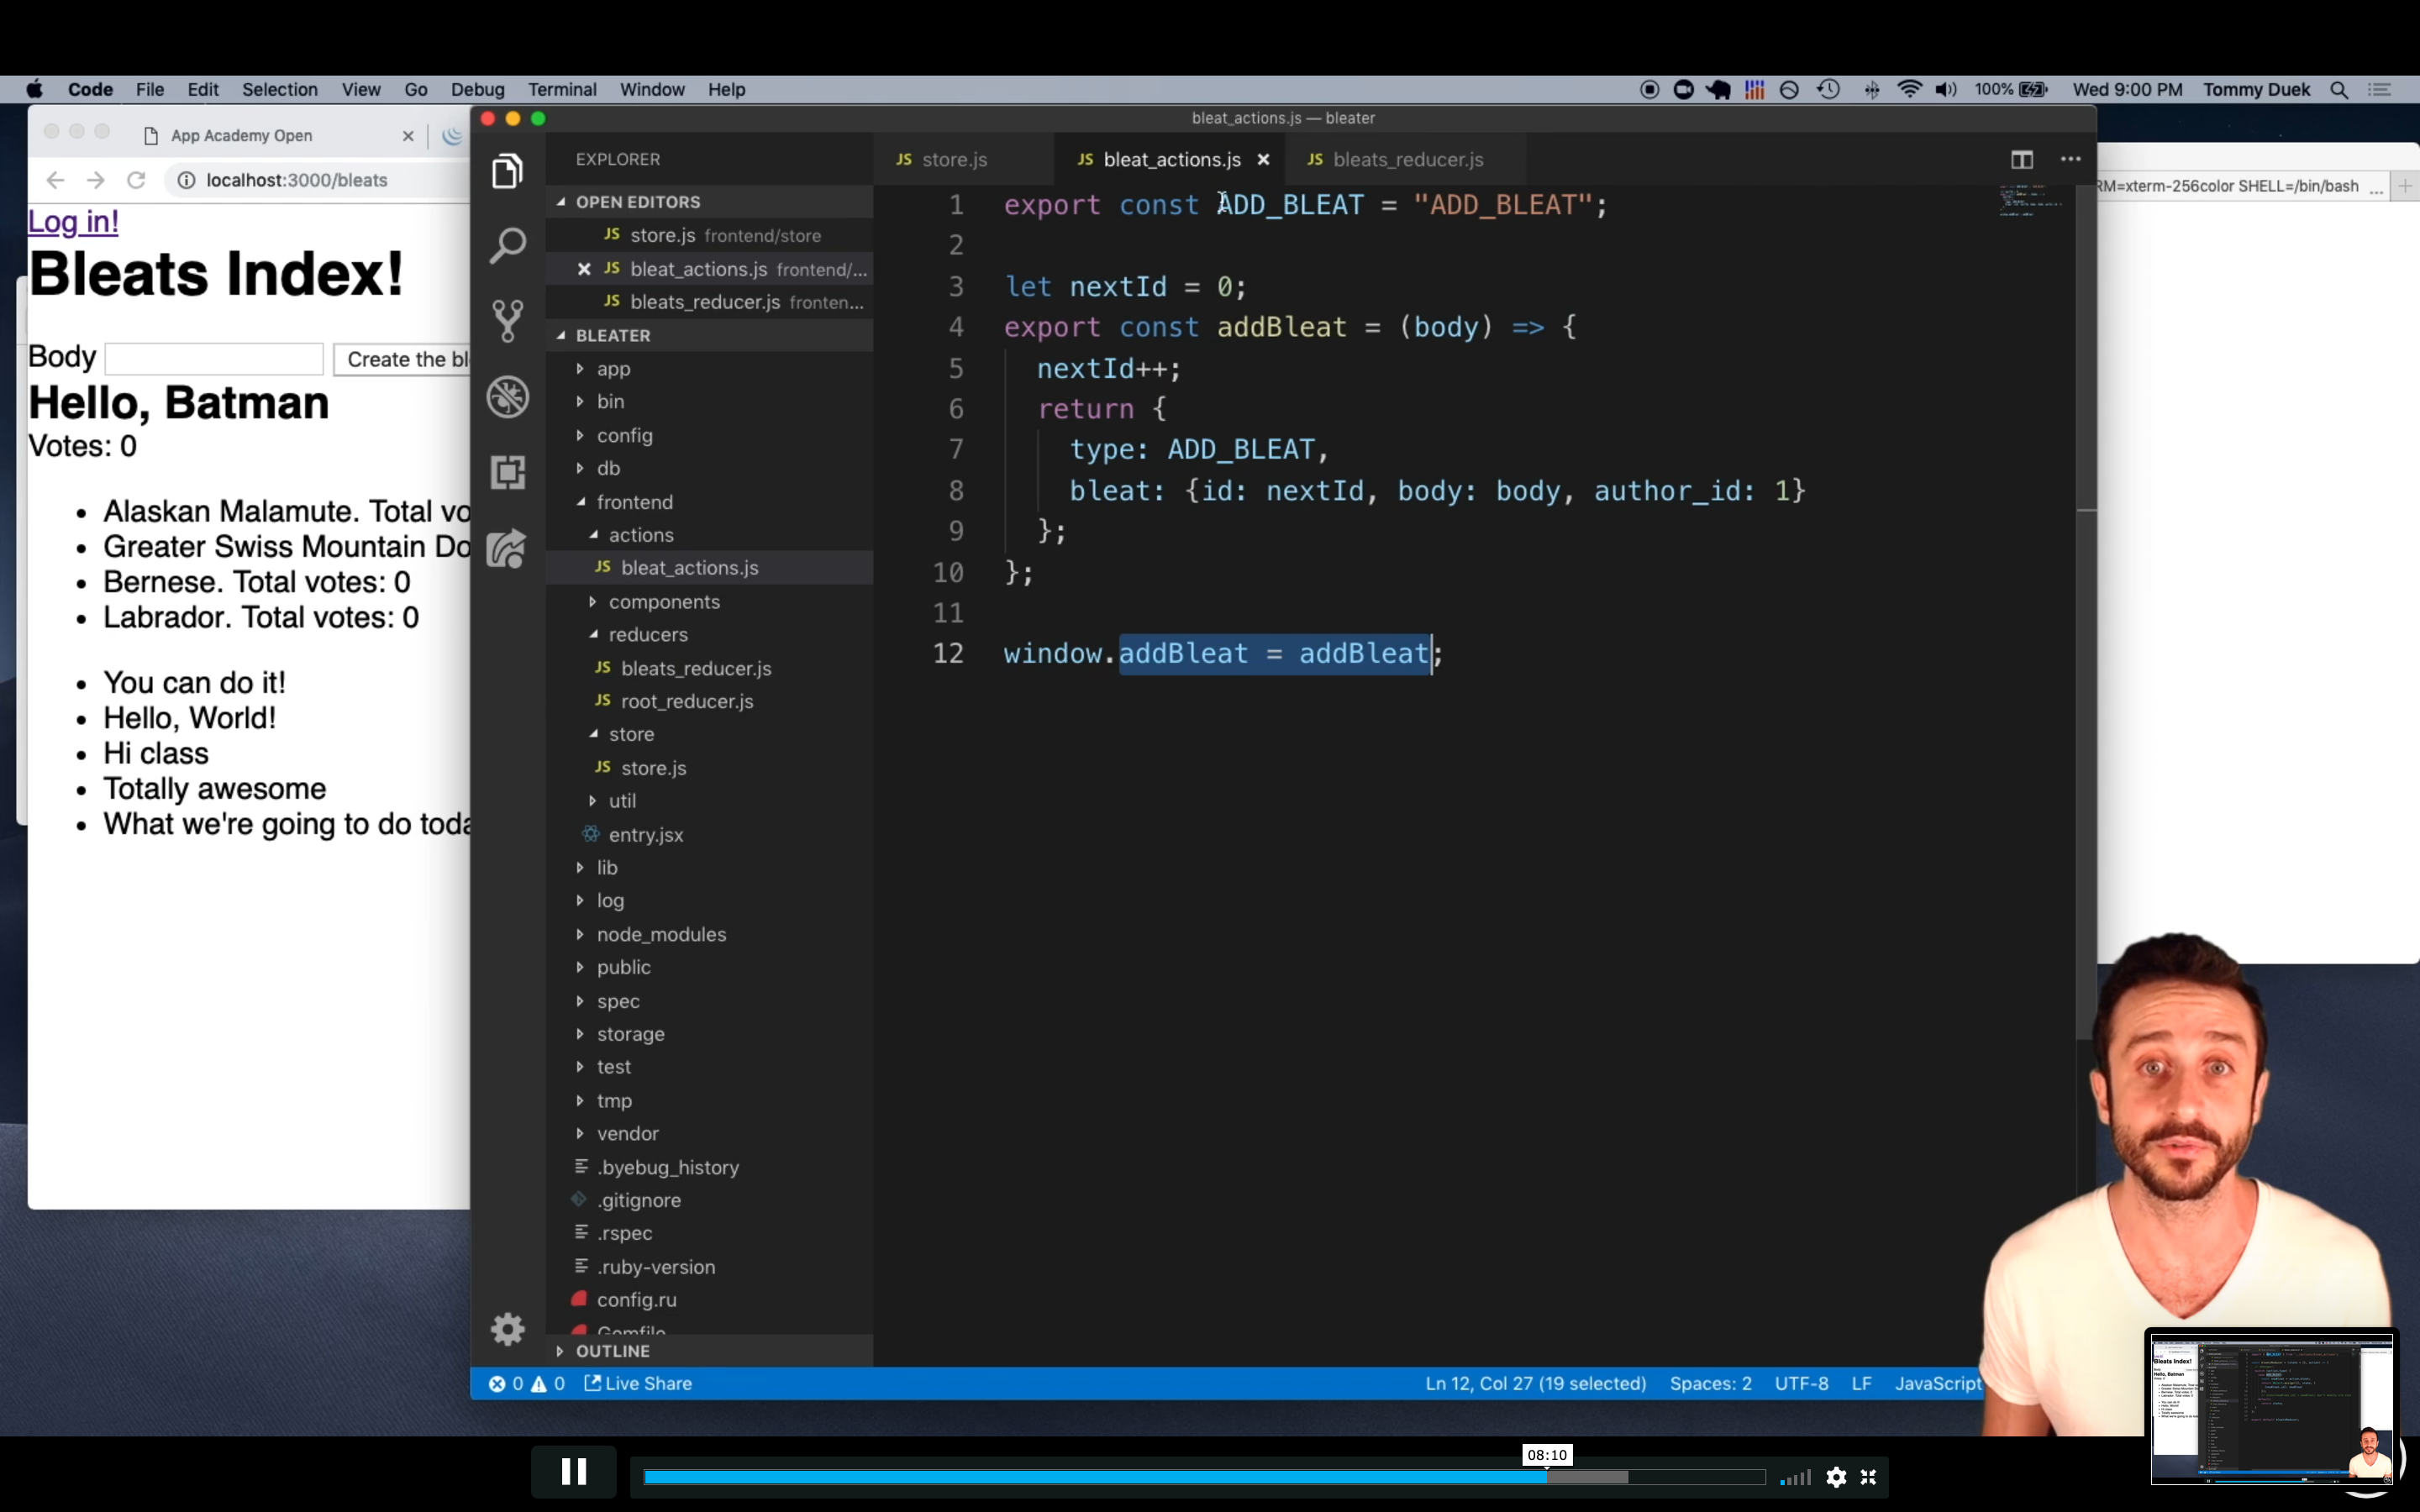 Code File Edit Selection View Go Debug Terminal Window Help
100% Wed 9:00 PM Tommy Duek
App Academy Open
localhost:3000/bleats
Log in!
Bleats Index!
Body
Create the bl
Hello, Batman
Votes: 0
Alaskan Malamute. Total vo
Greater Swiss Mountain Do
Bernese. Total votes: 0
Labrador. Total votes: 0
You can do it!
Hello, World!
Hi class
Totally awesome
What we're going to do toda
bleat_actions.js — bleater
EXPLORER
OPEN EDITORS
JS store.js frontend/store
JS bleat_actions.js frontend/...
JS bleats_reducer.js fronten...
BLEATER
app
bin
config
db
frontend
actions
JS bleat_actions.js
components
reducers
JS bleats_reducer.js
JS root_reducer.js
store
JS store.js
util
entry.jsx
lib
log
node_modules
public
spec
storage
test
tmp
vendor
.byebug_history
.gitignore
.rspec
.ruby-version
config.ru
Gemfile
OUTLINE
JS store.js
JS bleat_actions.js
JS bleats_reducer.js
1 export const ADD_BLEAT = "ADD_BLEAT";
2
3 let nextId = 0;
4 export const addBleat = (body) => {
5 nextId++;
6 return {
7 type: ADD_BLEAT,
8 bleat: {id: nextId, body: body, author_id: 1}
9 };
10 };
11
12 window.addBleat = addBleat;
RM=xterm-256color SHELL=/bin/bash ...
0 0 Live Share
Ln 12, Col 27 (19 selected) Spaces: 2 UTF-8 LF JavaScript
08:10
Bleats Index!